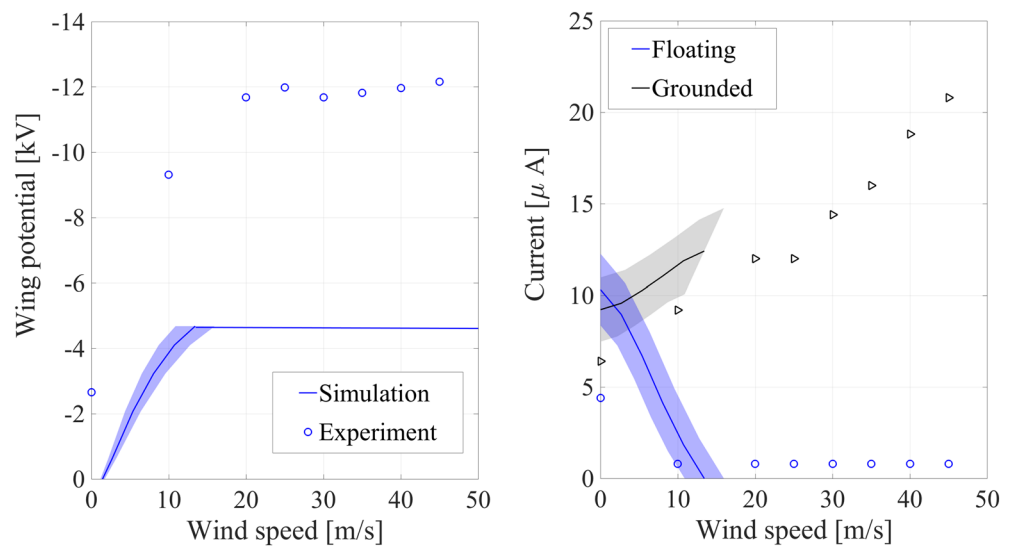 -14
-12
-10
-8
-6
-4
-2
0
0 10 20 30 40 50
Wing potential [kV]
Wind speed [m/s]
Simulation
Experiment
25
20
15
10
5
0
0 10 20 30 40 50
Current [μ A]
Wind speed [m/s]
Floating
Grounded